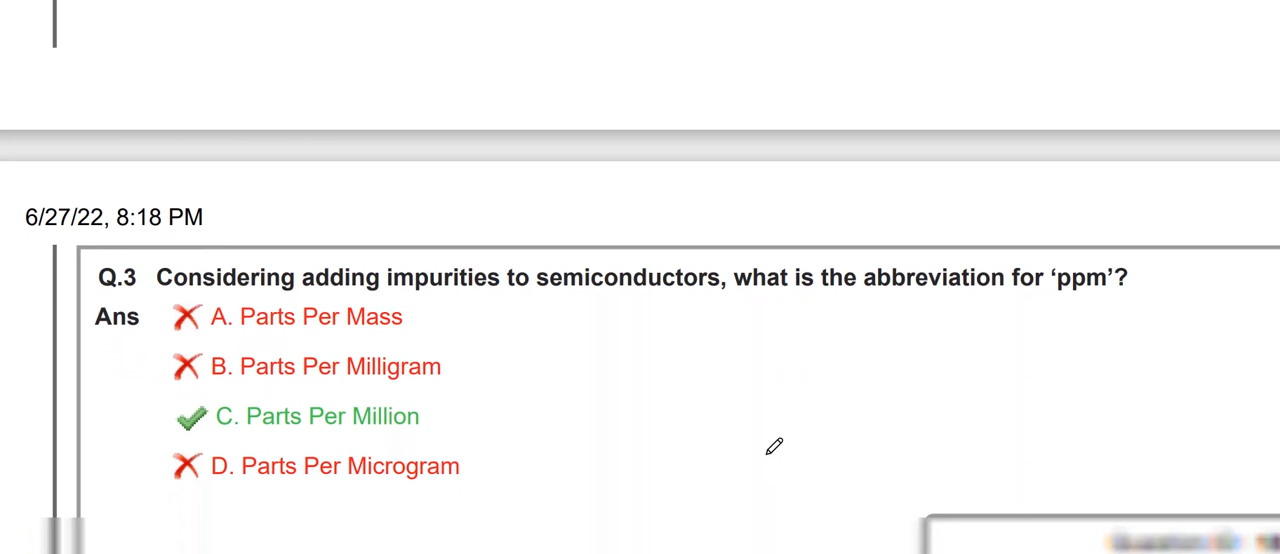 6/27/22, 8:18 PM
Q.3 Considering adding impurities to semiconductors, what is the abbreviation for ‘ppm’?
Ans A. Parts Per Mass
B. Parts Per Milligram
C. Parts Per Million
D. Parts Per Microgram